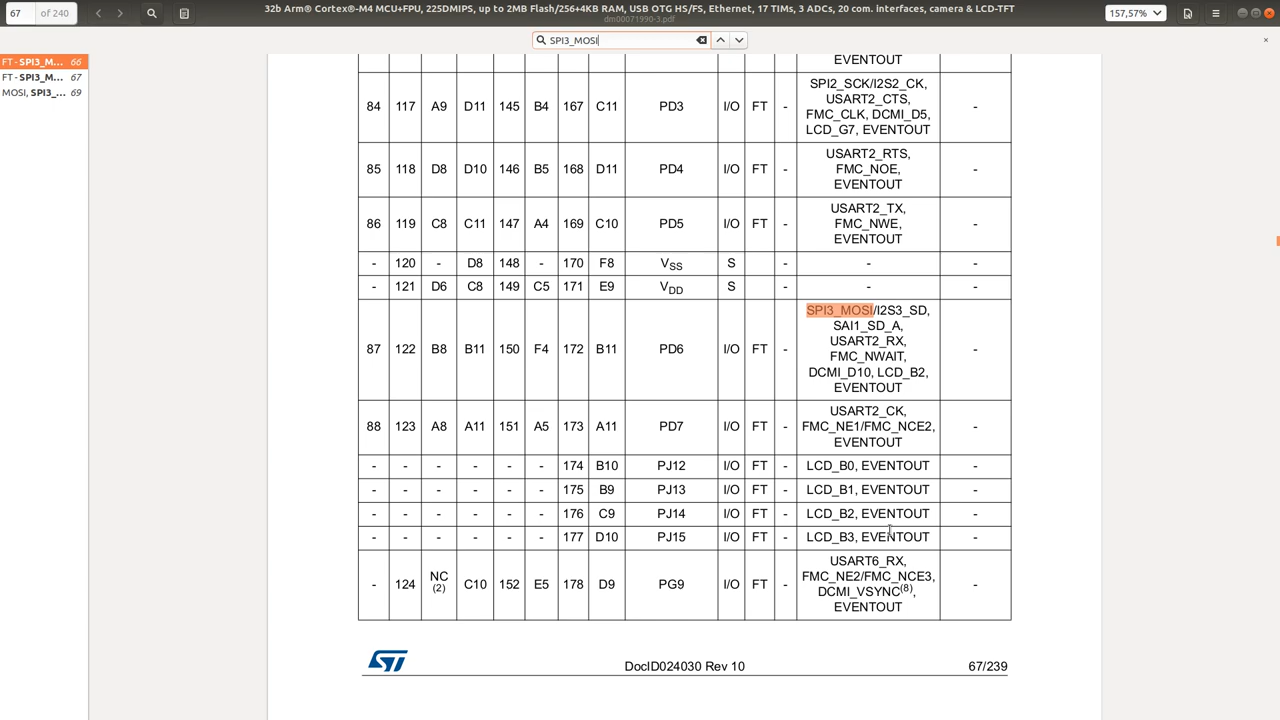 67 of 240
32b Arm® Cortex®-M4 MCU+FPU, 225DMIPS, up to 2MB Flash/256+4KB RAM, USB OTG HS/FS, Ethernet, 17 TIMs, 3 ADCs, 20 com. interfaces, camera & LCD-TFT
dm00071990-3.pdf
157,57%
SPI3_MOSI
FT - SPI3_M... 66
FT - SPI3_M... 67
MOSI, SPI3_... 69
EVENTOUT
84 117 A9 D11 145 B4 167 C11 PD3 I/O FT - SPI2_SCK/I2S2_CK, -
USART2_CTS,
FMC_CLK, DCMI_D5,
LCD_G7, EVENTOUT
85 118 D8 D10 146 B5 168 D11 PD4 I/O FT - USART2_RTS, -
FMC_NOE,
EVENTOUT
86 119 C8 C11 147 A4 169 C10 PD5 I/O FT - USART2_TX, -
FMC_NWE,
EVENTOUT
- 120 - D8 148 - 170 F8 VSS S - -
- 121 D6 C8 149 C5 171 E9 VDD S - -
87 122 B8 B11 150 F4 172 B11 PD6 I/O FT - SPI3_MOSI/I2S3_SD, -
SAI1_SD_A,
USART2_RX,
FMC_NWAIT,
DCMI_D10, LCD_B2,
EVENTOUT
88 123 A8 A11 151 A5 173 A11 PD7 I/O FT - USART2_CK, -
FMC_NE1/FMC_NCE2,
EVENTOUT
- - - - - - 174 B10 PJ12 I/O FT - LCD_B0, EVENTOUT -
- - - - - - 175 B9 PJ13 I/O FT - LCD_B1, EVENTOUT -
- - - - - - 176 C9 PJ14 I/O FT - LCD_B2, EVENTOUT -
- - - - - - 177 D10 PJ15 I/O FT - LCD_B3, EVENTOUT -
- 124 NC (2) C10 152 E5 178 D9 PG9 I/O FT - USART6_RX, -
FMC_NE2/FMC_NCE3,
DCMI_VSYNC(8),
EVENTOUT
ST DocID024030 Rev 10 67/239